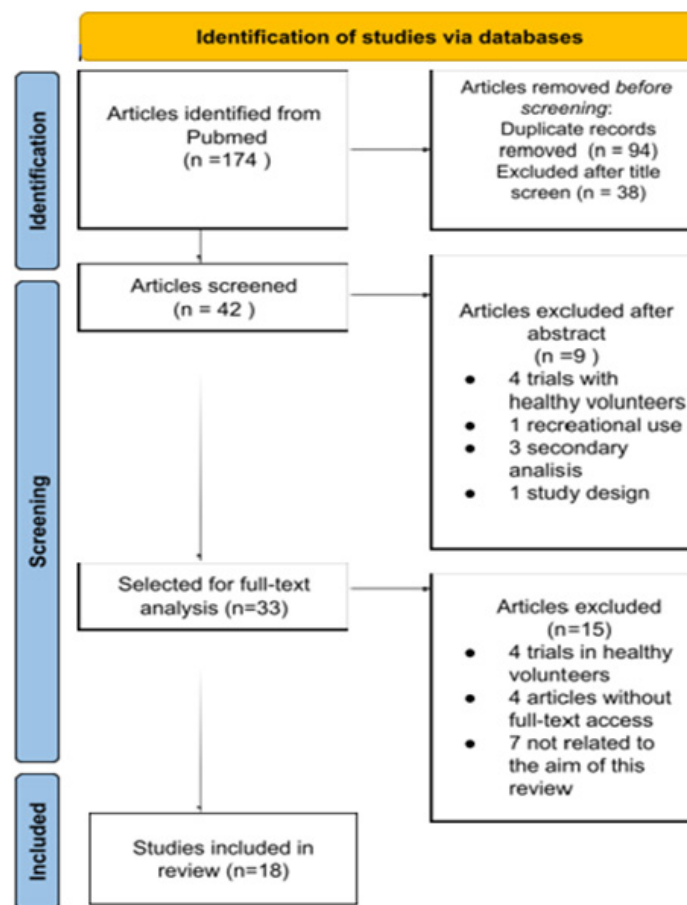 Identification of studies via databases
Identification
Articles identified from
Pubmed
(n =174 )
Articles removed before
screening:
Duplicate records
removed (n = 94)
Excluded after title
screen (n = 38)
Screening
Articles screened
(n = 42 )
Articles excluded after
abstract
(n =9 )
● 4 trials with
healthy volunteers
● 1 recreational use
● 3 secondary
analisis
● 1 study design
Selected for full-text
analysis (n=33)
Articles excluded
(n=15)
● 4 trials in healthy
volunteers
● 4 articles without
full-text access
● 7 not related to
the aim of this
review
Included
Studies included in
review (n=18)